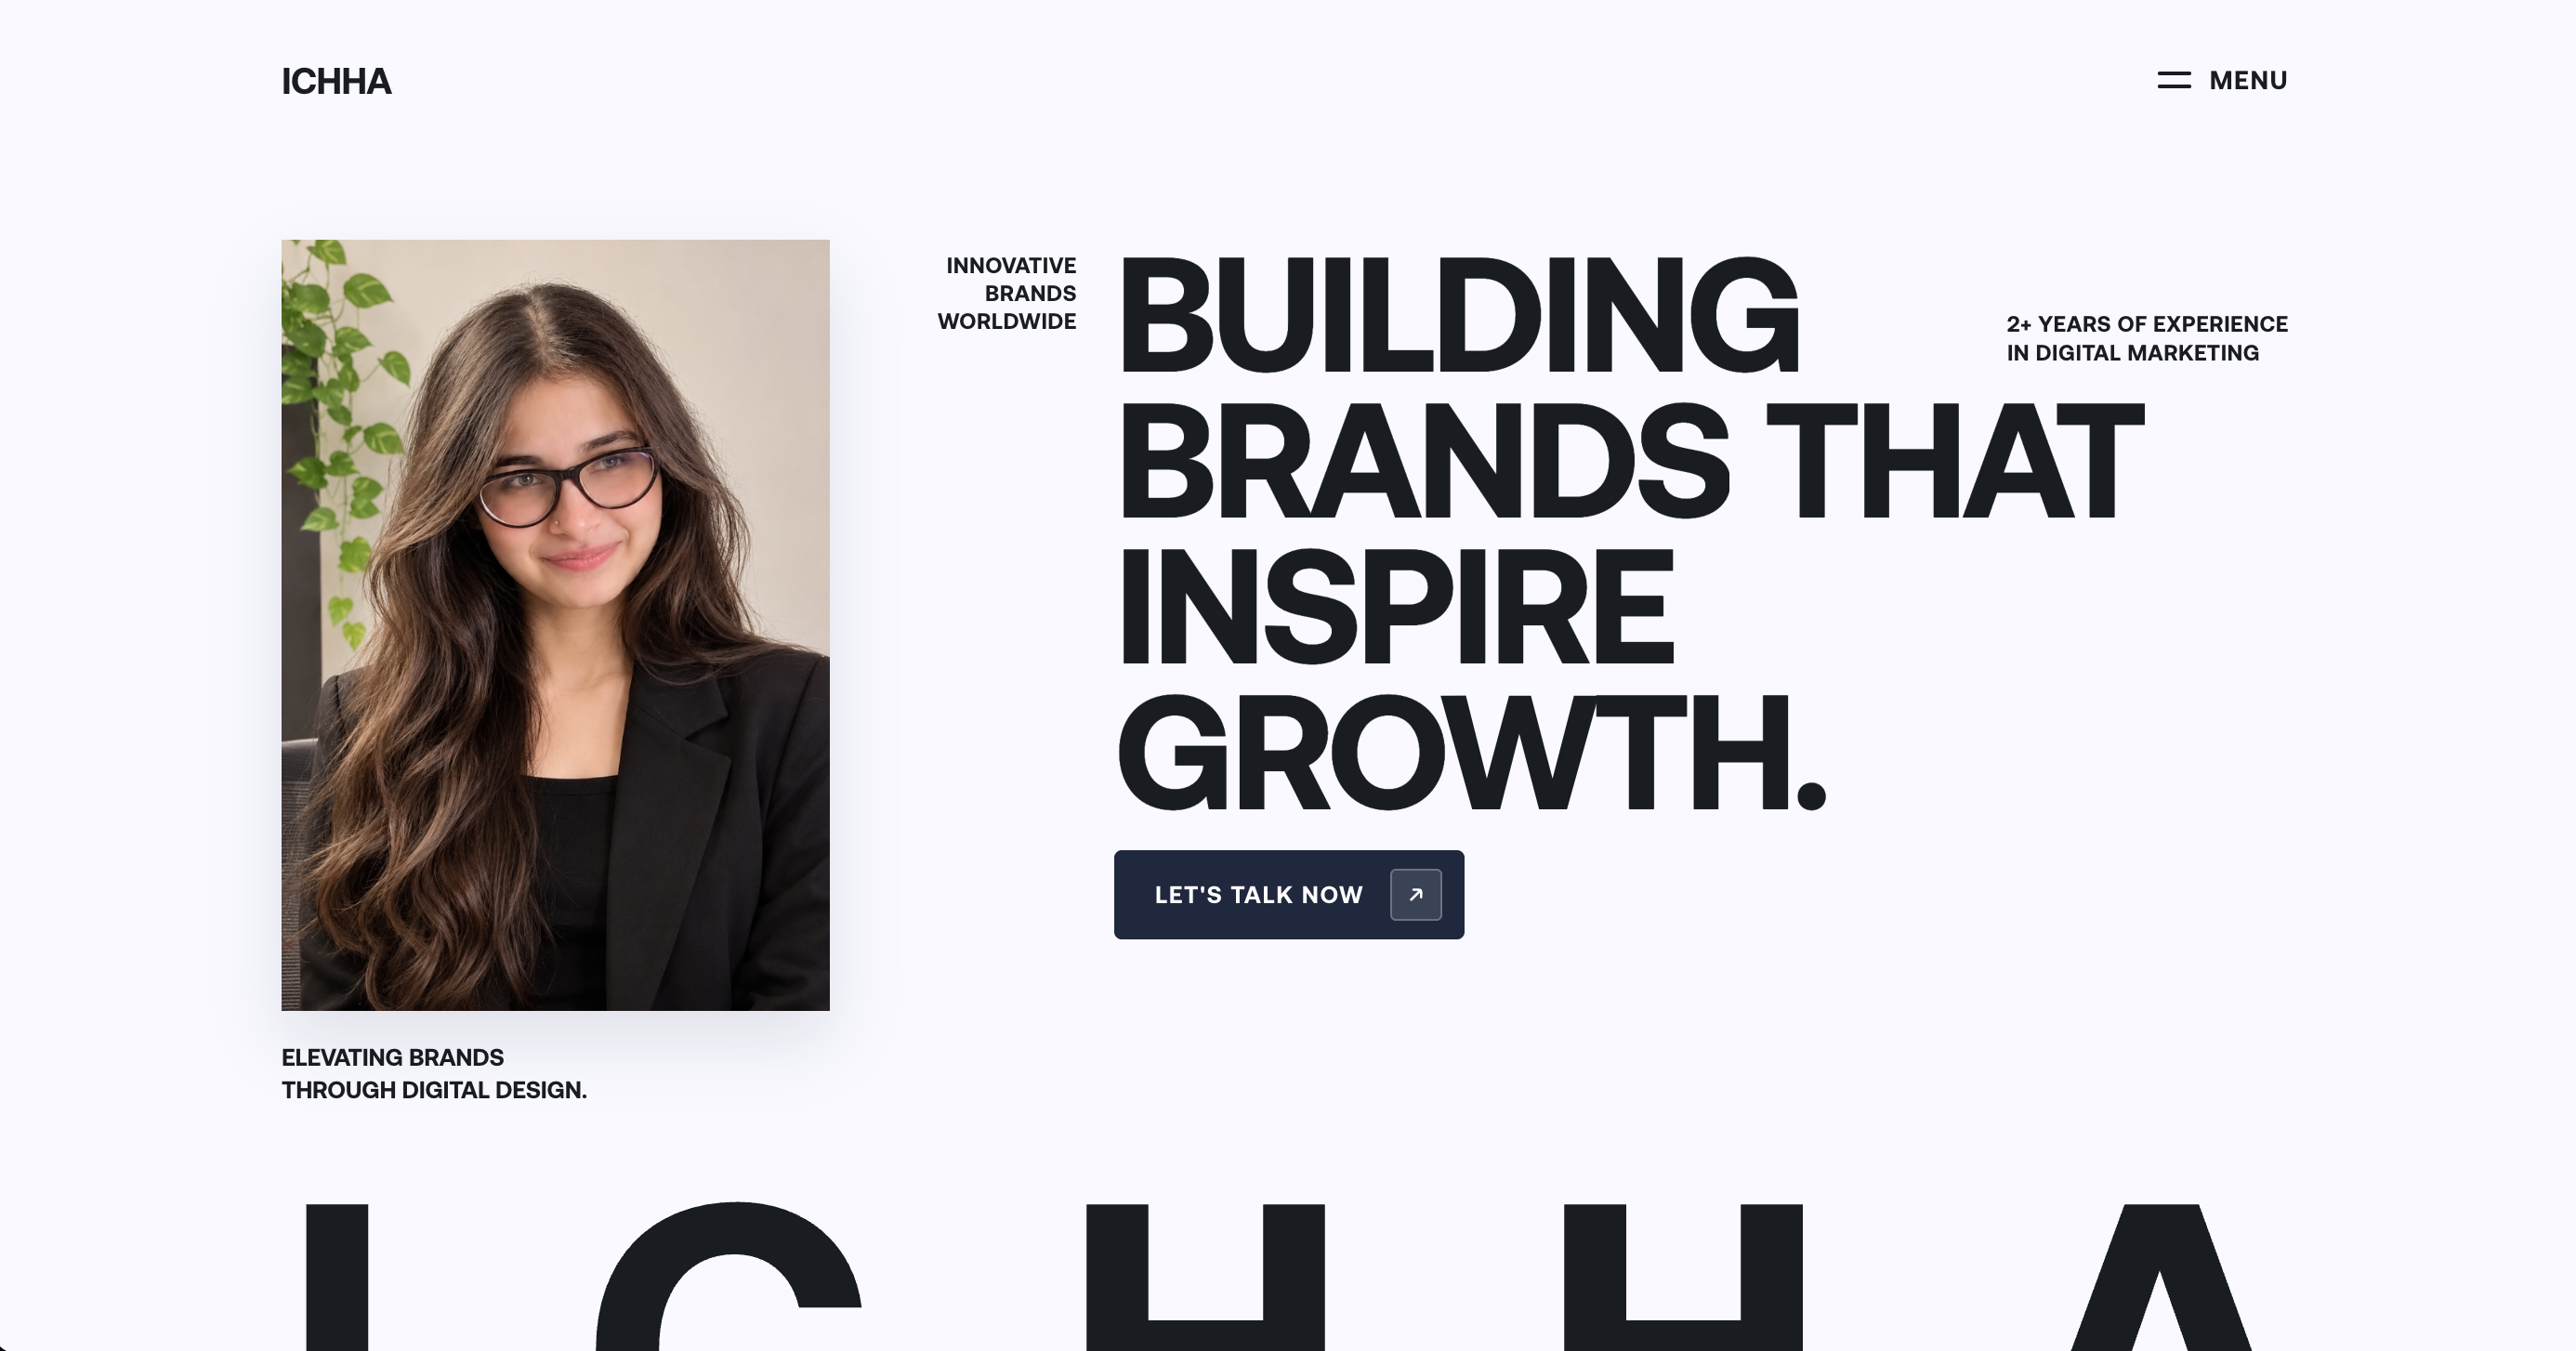 ICHHA
MENU
INNOVATIVE
BRANDS
WORLDWIDE
BUILDING
BRANDS THAT
INSPIRE
GROWTH.
2+ YEARS OF EXPERIENCE
IN DIGITAL MARKETING
LET'S TALK NOW
ELEVATING BRANDS
THROUGH DIGITAL DESIGN.
ICHHA